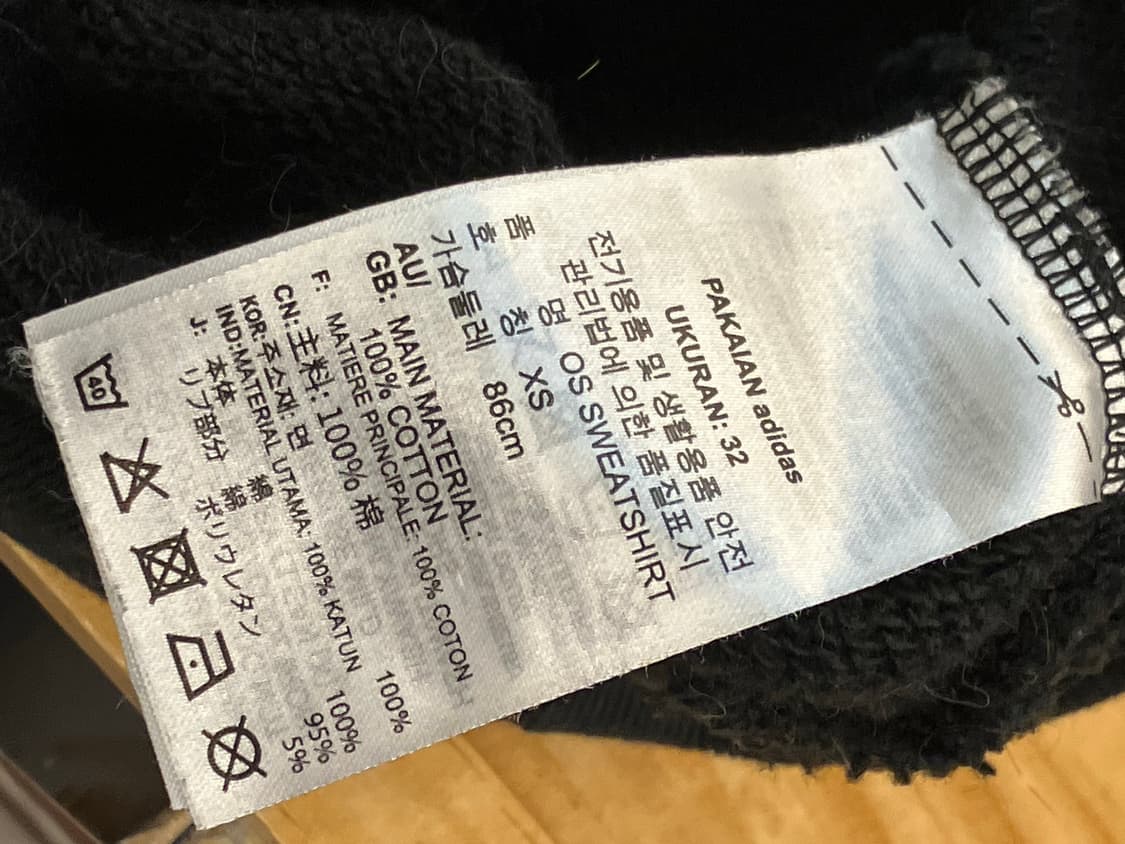 PAKAIAN adidas
UKURAN: 32
전기용품 및 생활용품 안전
관리법에 의한 품질표시
품 명 OS SWEATSHIRT
호 칭 XS
가슴둘레 86cm
AU/
GB: MAIN MATERIAL:
100% COTTON
F: MATIERE PRINCIPALE: 100% COTON
CN: 主料: 100% 棉
KOR: 주소재: 면 100%
IND:MATERIAL UTAMA: 100% KATUN
J: 本体 綿 100%
リブ部分 綿 95%
ポリウレタン 5%
40